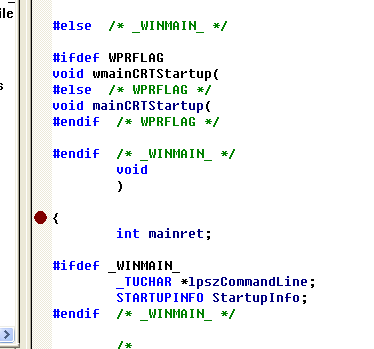 ile
s
#else /* _WINMAIN_ */
#ifdef WPRFLAG
void wmainCRTStartup(
#else /* WPRFLAG */
void mainCRTStartup(
#endif /* WPRFLAG */
#endif /* _WINMAIN_ */
void
)
{
int mainret;
#ifdef _WINMAIN_
_TUCHAR *lpszCommandLine;
STARTUPINFO StartupInfo;
#endif /* _WINMAIN_ */
/*